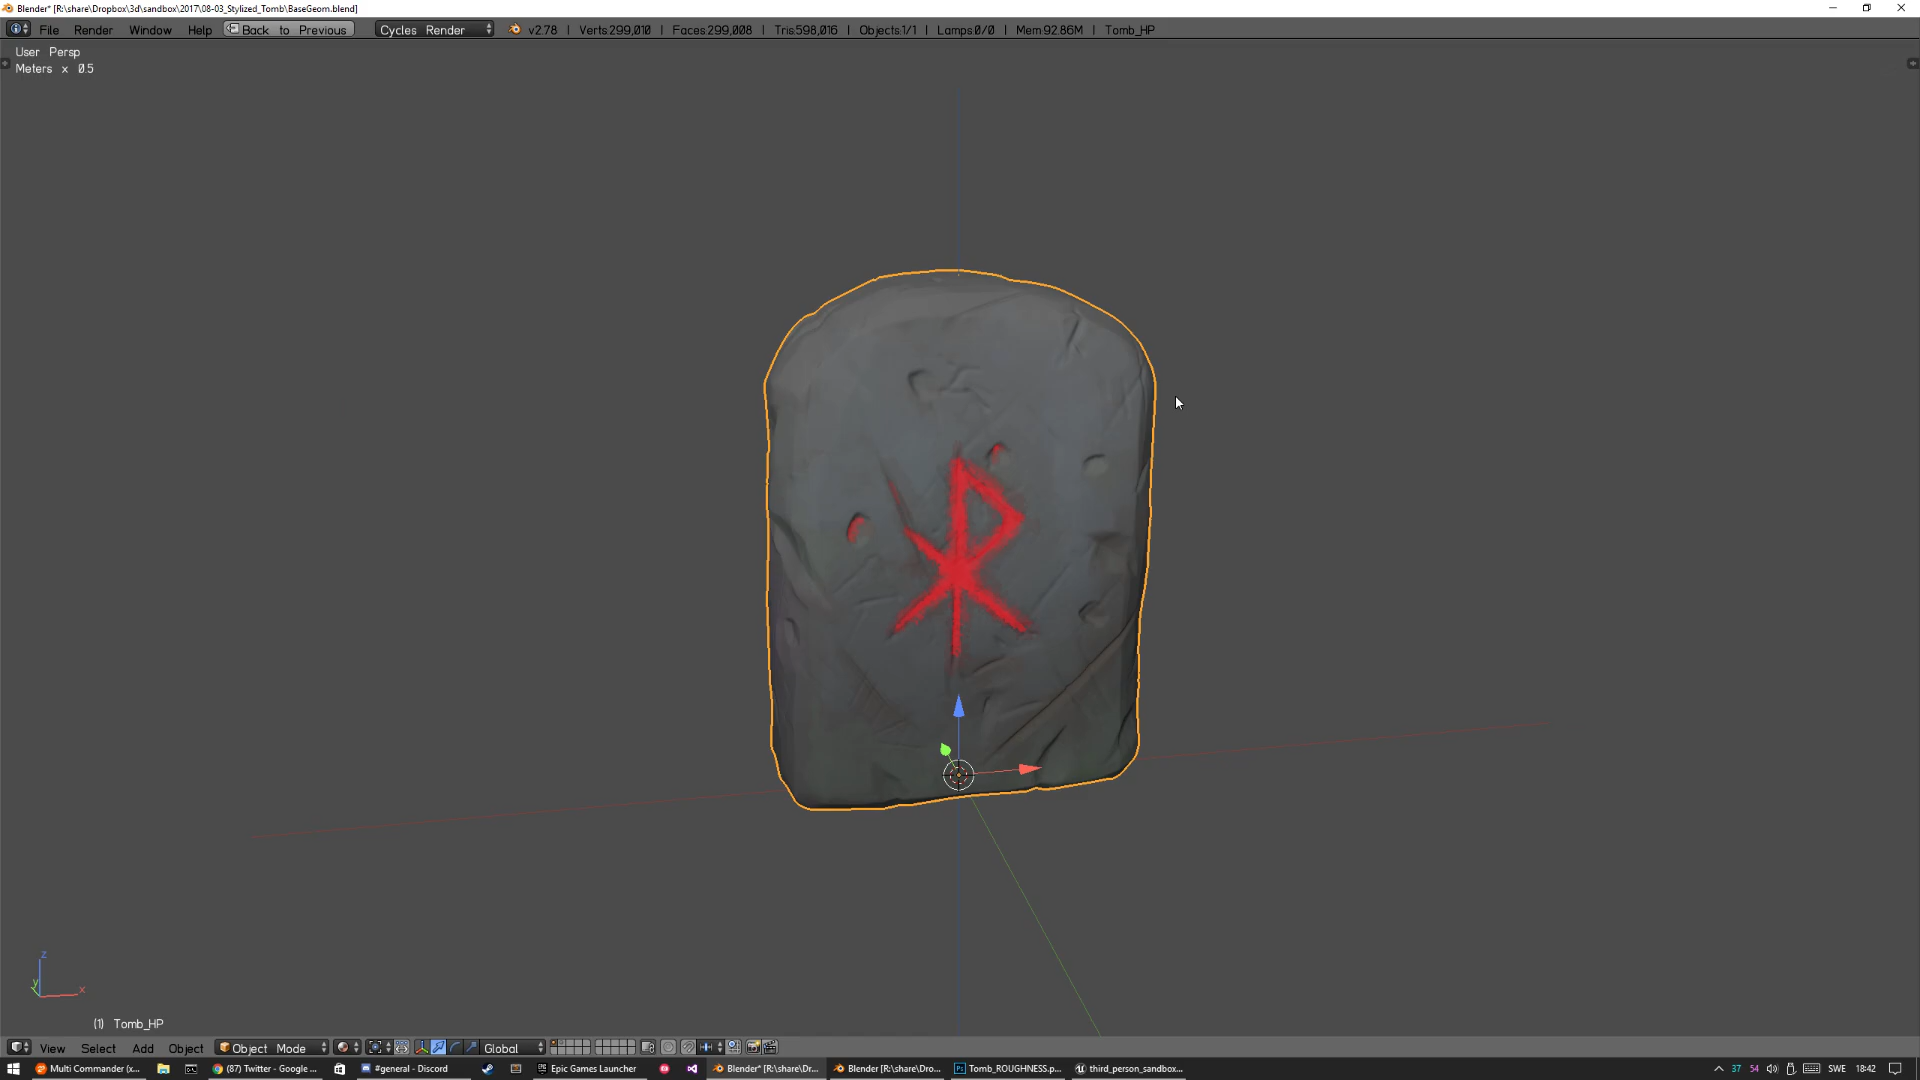 Blender* [R:\share\Dropbox\3d\sandbox\2017\08-03_Stylized_Tomb\BaseGeom.blend]
File Render Window Help Back to Previous Cycles Render v2.78 | Verts:299,010 | Faces:299,008 | Tris:598,016 | Objects:1/1 | Lamps:0/0 | Mem:92.86M | Tomb_HP
User Persp
Meters x 0.5
z
y x
(1) Tomb_HP
View Select Add Object Object Mode Global
Multi Commander (x... (87) Twitter - Google ... #general - Discord Epic Games Launcher Blender* [R:\share\Dr... Blender [R:\share\Dro... Tomb_ROUGHNESS.p... third_person_sandbox... 37 54 SWE 18:42